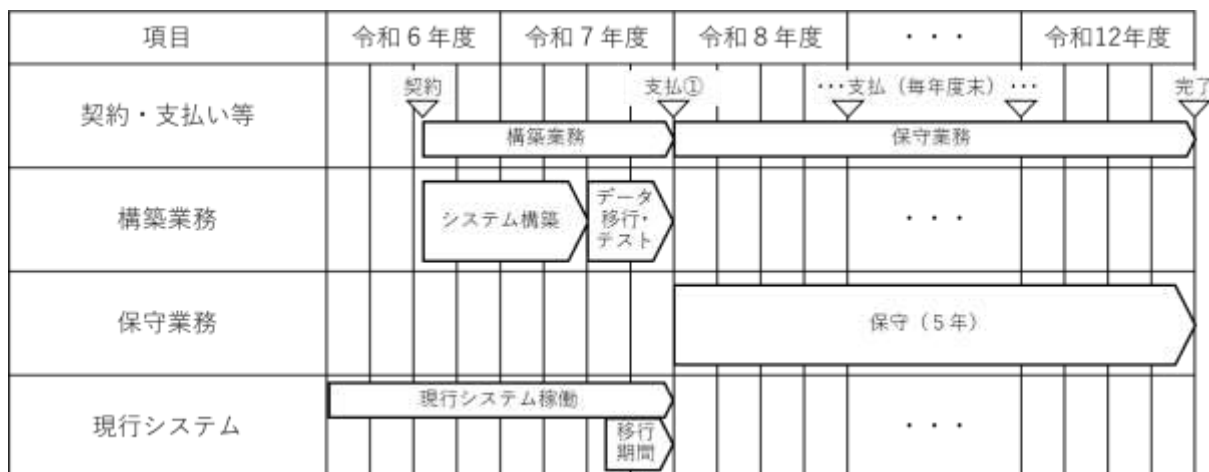 項目
令和6年度
令和7年度
令和8年度
・・・
令和12年度
契約・支払い等
契約
支払①
・・・支払（毎年度末）・・・
完了
構築業務
保守業務
構築業務
システム構築
データ
移行・
テスト
・・・
保守業務
保守（5年）
現行システム
現行システム稼働
移行
期間
・・・